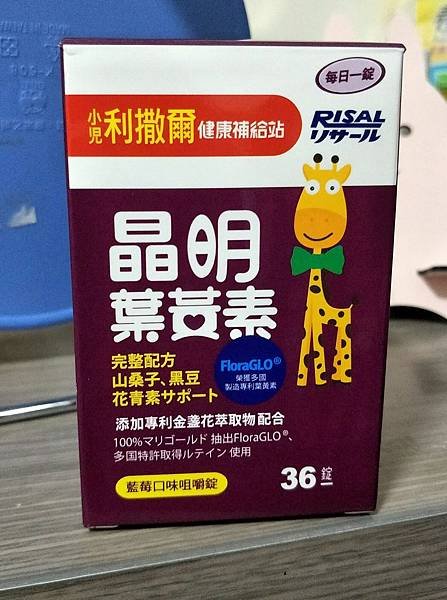 每日一錠
小児利撒爾健康補給站
RISAL
リサール
晶明
葉黃素
完整配方
山桑子、黑豆
花青素サポート
FloraGLO®
榮獲多國
製造專利葉黃素
添加專利金盞花萃取物配合
100%マリゴールド 抽出FloraGLO®、
多国特許取得ルテイン 使用
藍莓口味咀嚼錠
36錠